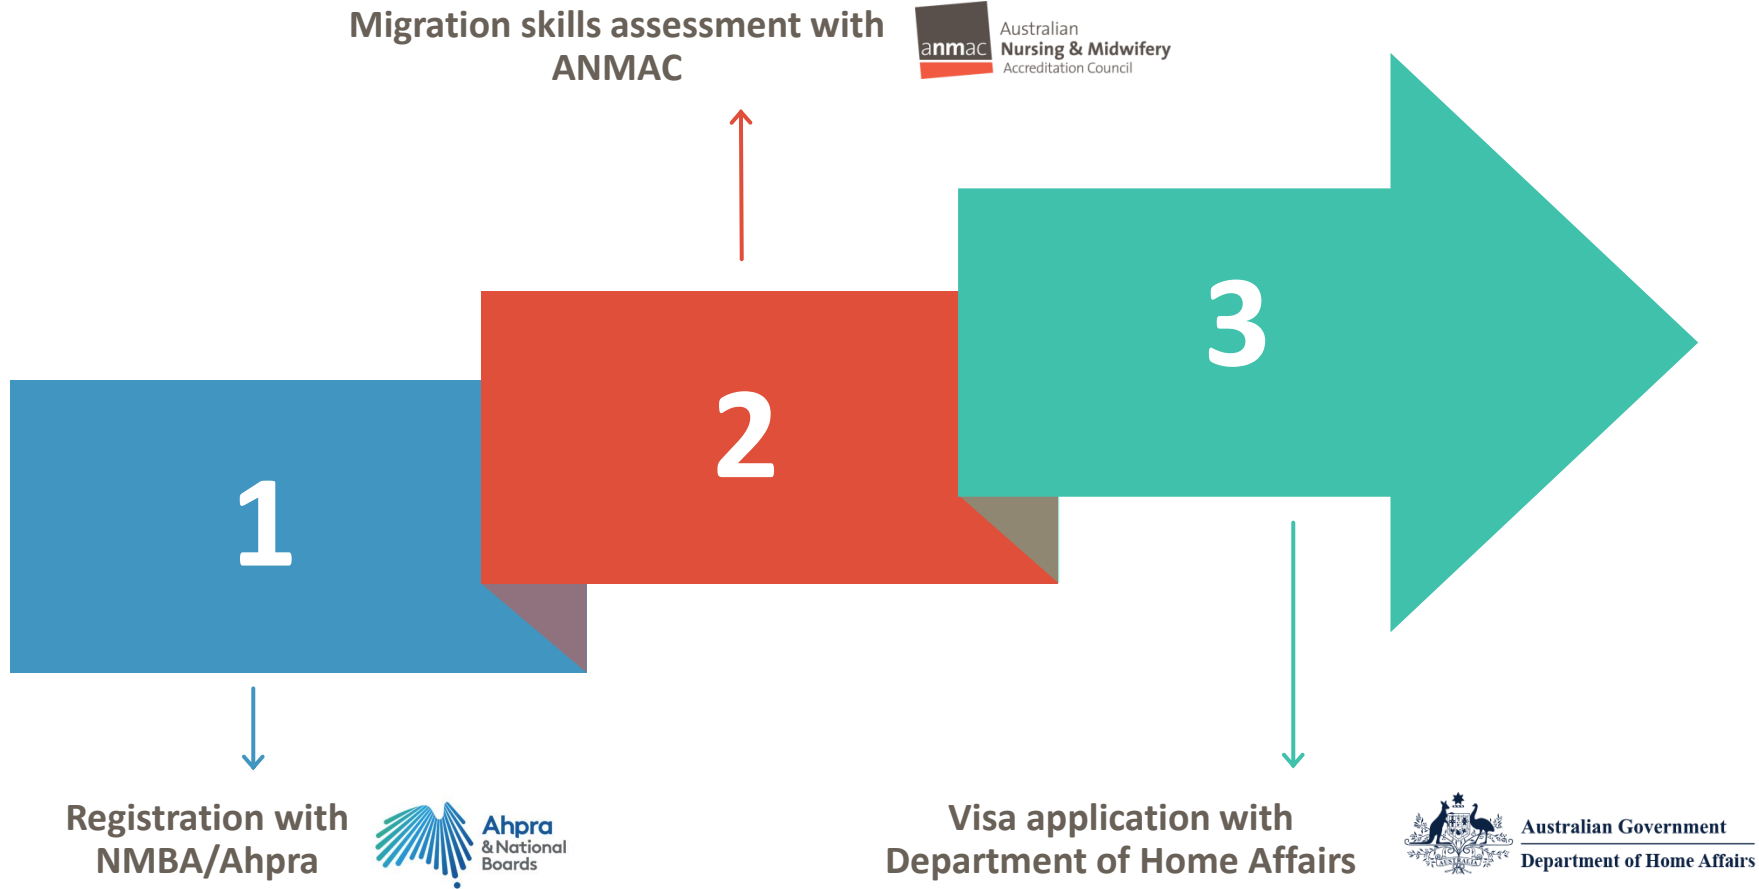 Migration skills assessment with
ANMAC
anmac
Australian
Nursing & Midwifery
Accreditation Council
3
2
1
Registration with
NMBA/Ahpra
Ahpra
& National
Boards
Visa application with
Department of Home Affairs
AUSTRALIA
Australian Government
Department of Home Affairs